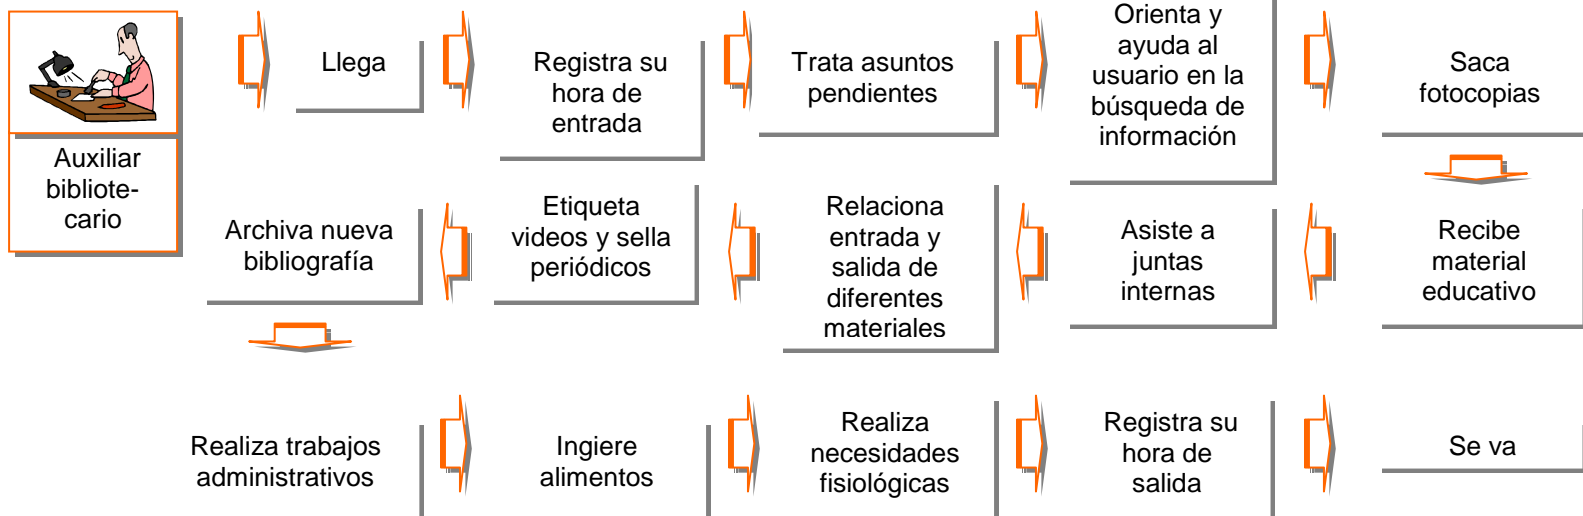 Auxiliar
bibliote-
cario
Llega
Registra su
hora de
entrada
Trata asuntos
pendientes
Orienta y
ayuda al
usuario en la
búsqueda de
información
Saca
fotocopias
Recibe
material
educativo
Asiste a
juntas
internas
Relaciona
entrada y
salida de
diferentes
materiales
Etiqueta
videos y sella
periódicos
Archiva nueva
bibliografía
Realiza trabajos
administrativos
Ingiere
alimentos
Realiza
necesidades
fisiológicas
Registra su
hora de
salida
Se va